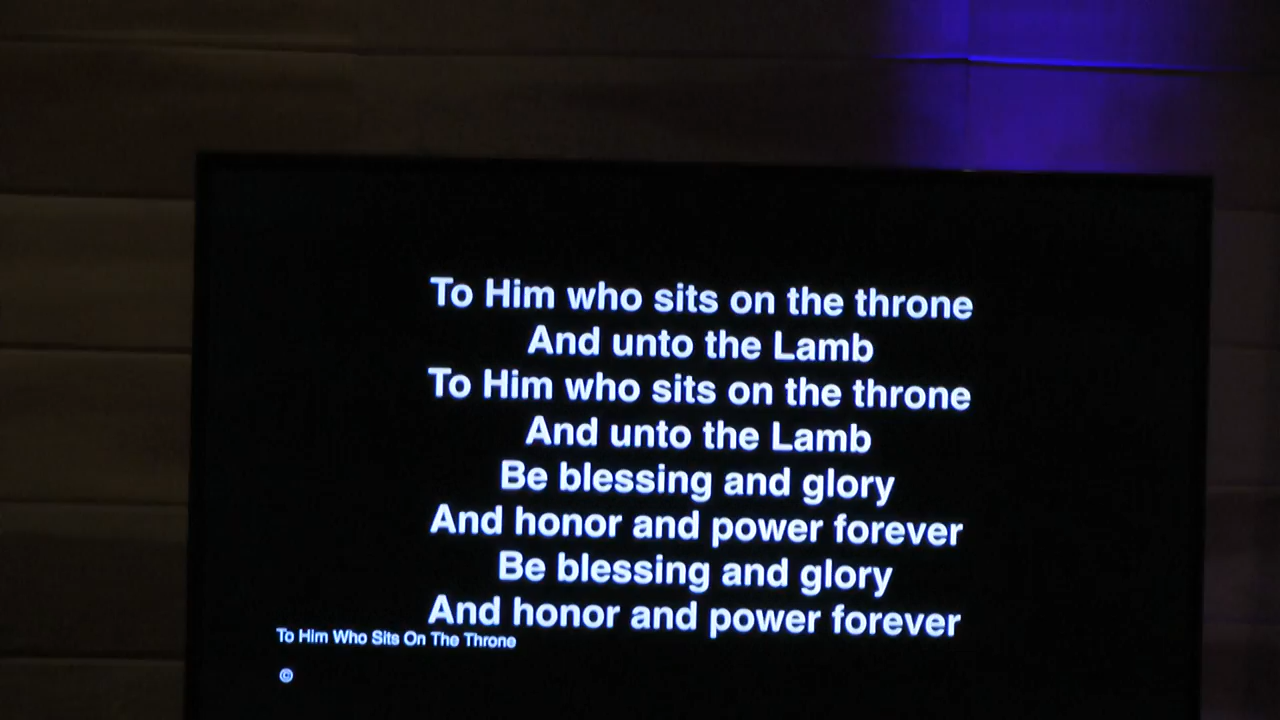 To Him who sits on the throne
And unto the Lamb
To Him who sits on the throne
And unto the Lamb
Be blessing and glory
And honor and power forever
Be blessing and glory
And honor and power forever
To Him Who Sits On The Throne
©